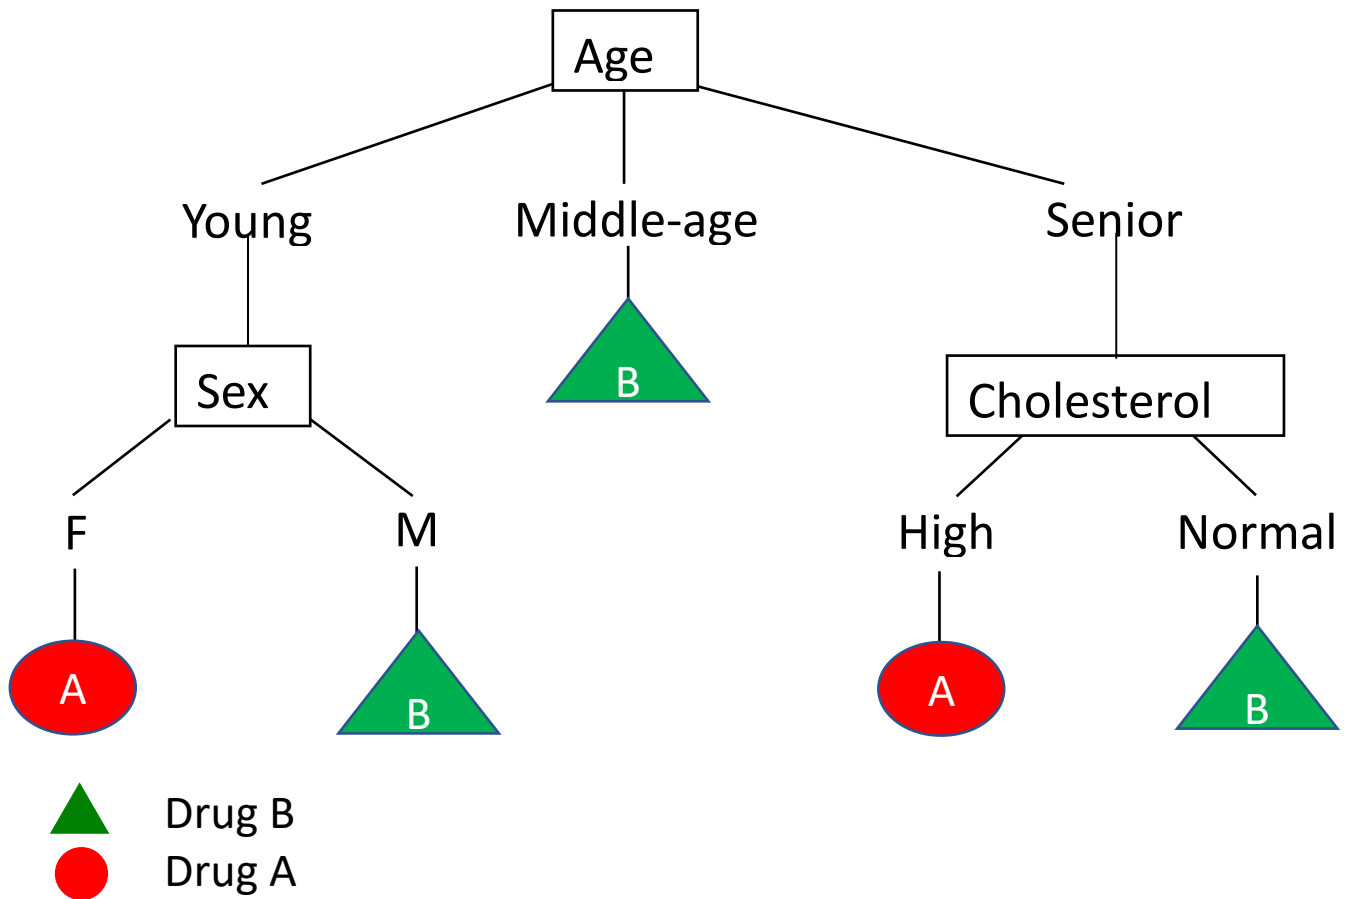 Age
Young Middle-age Senior
B
Sex
Cholesterol
F M High Normal
A B A B
Drug B
Drug A